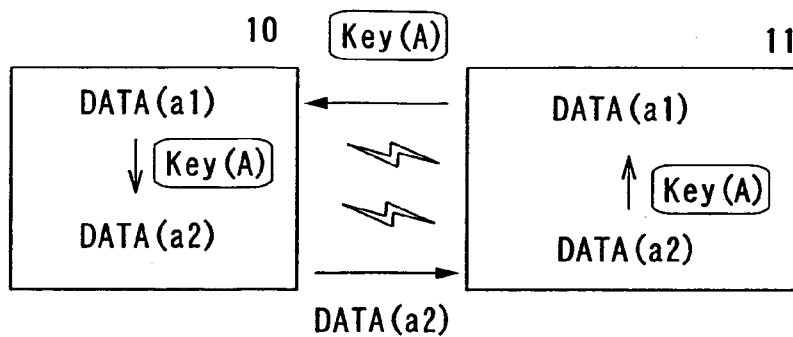 10
Key(A)
11
DATA(a1)
DATA(a1)
Key(A)
Key(A)
DATA(a2)
DATA(a2)
DATA(a2)